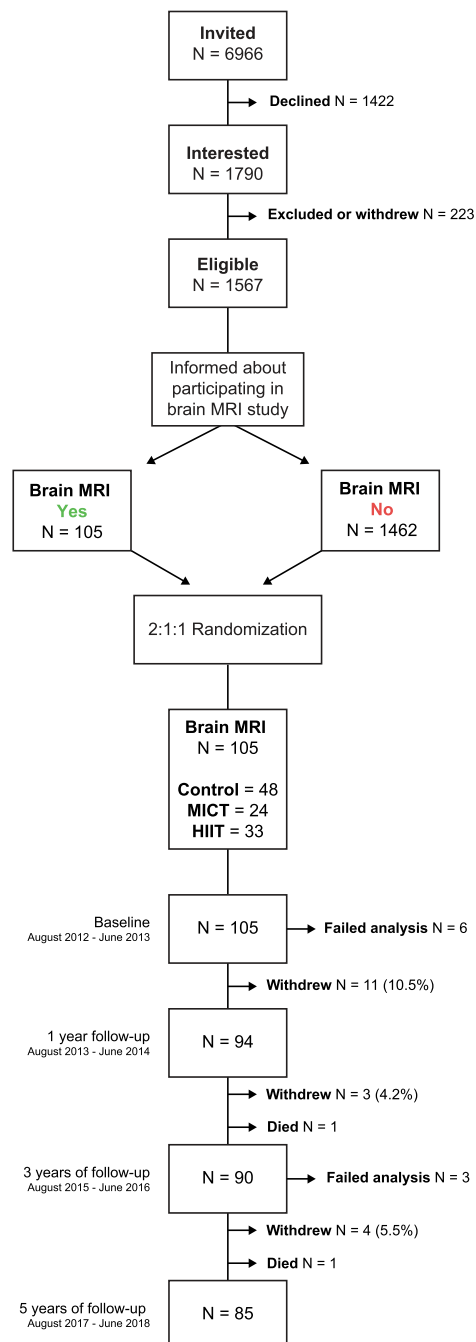 Invited
N = 6966
Declined N = 1422
Interested
N = 1790
Excluded or withdrew N = 223
Eligible
N = 1567
Informed about
participating in
brain MRI study
Brain MRI
Yes
N = 105
Brain MRI
No
N = 1462
2:1:1 Randomization
Brain MRI
N = 105
Control = 48
MICT = 24
HIIT = 33
Baseline
August 2012 - June 2013
N = 105
Failed analysis N = 6
Withdrew N = 11 (10.5%)
1 year follow-up
August 2013 - June 2014
N = 94
Withdrew N = 3 (4.2%)
Died N = 1
3 years of follow-up
August 2015 - June 2016
N = 90
Failed analysis N = 3
Withdrew N = 4 (5.5%)
Died N = 1
5 years of follow-up
August 2017 - June 2018
N = 85